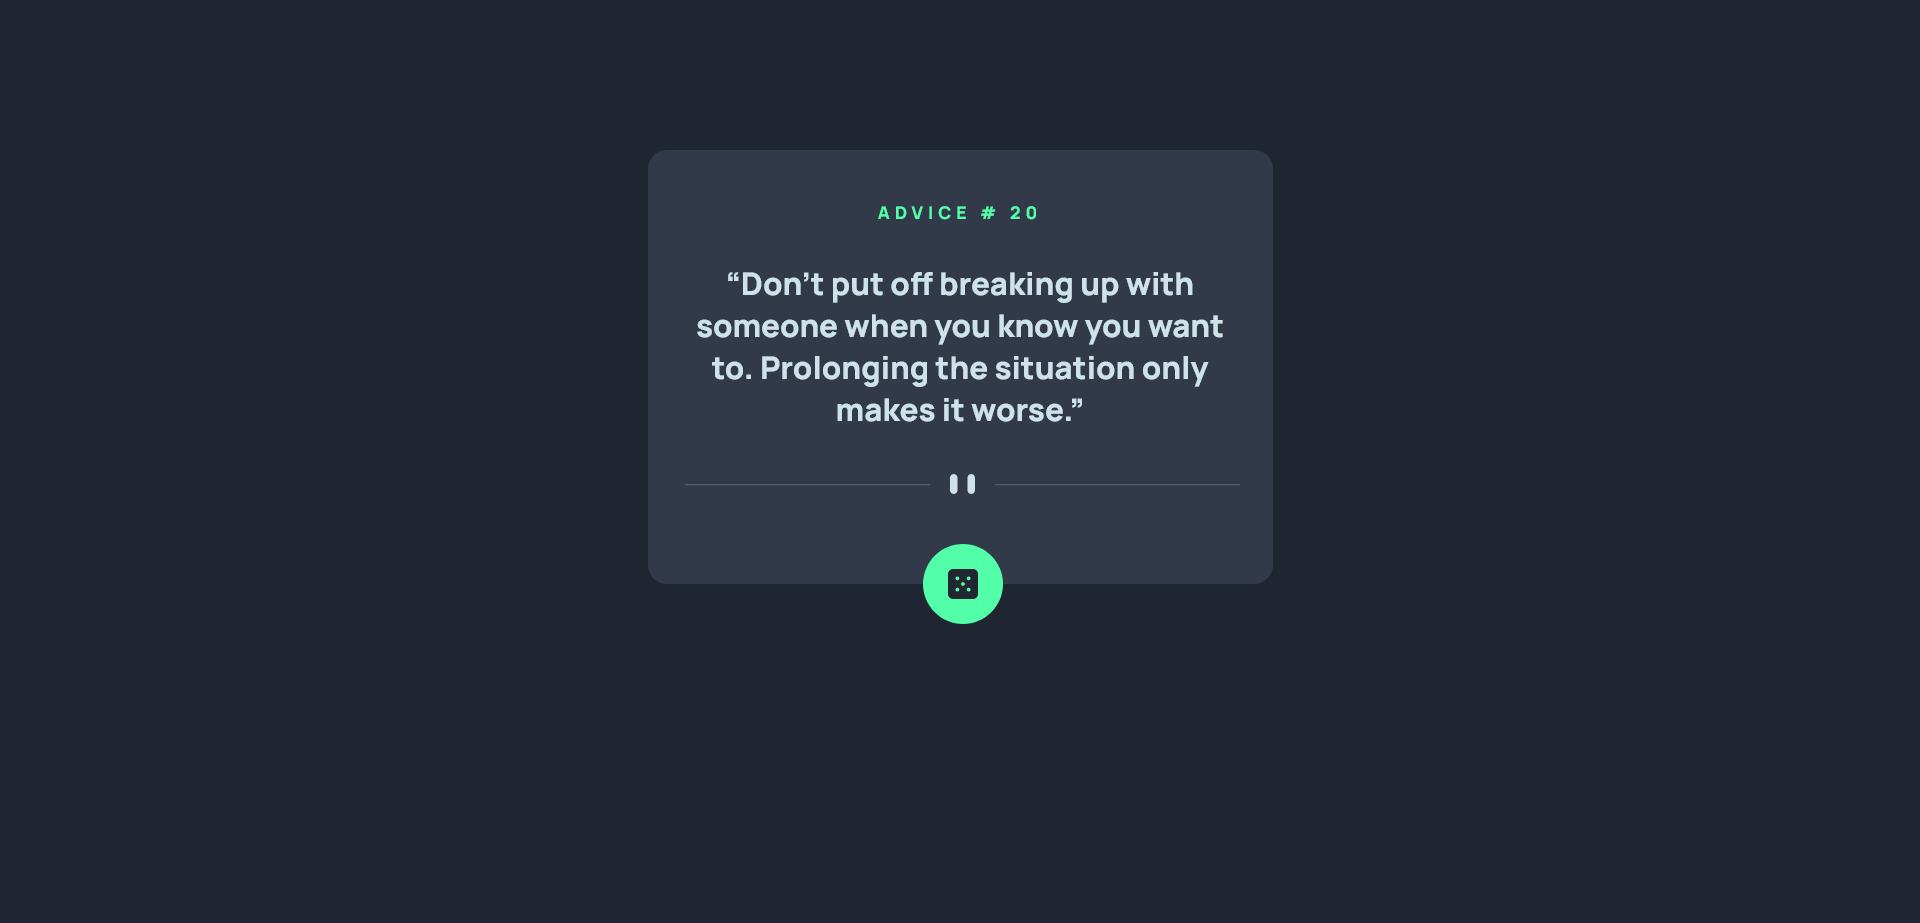 ADVICE # 20
“Don’t put off breaking up with
someone when you know you want
to. Prolonging the situation only
makes it worse.”